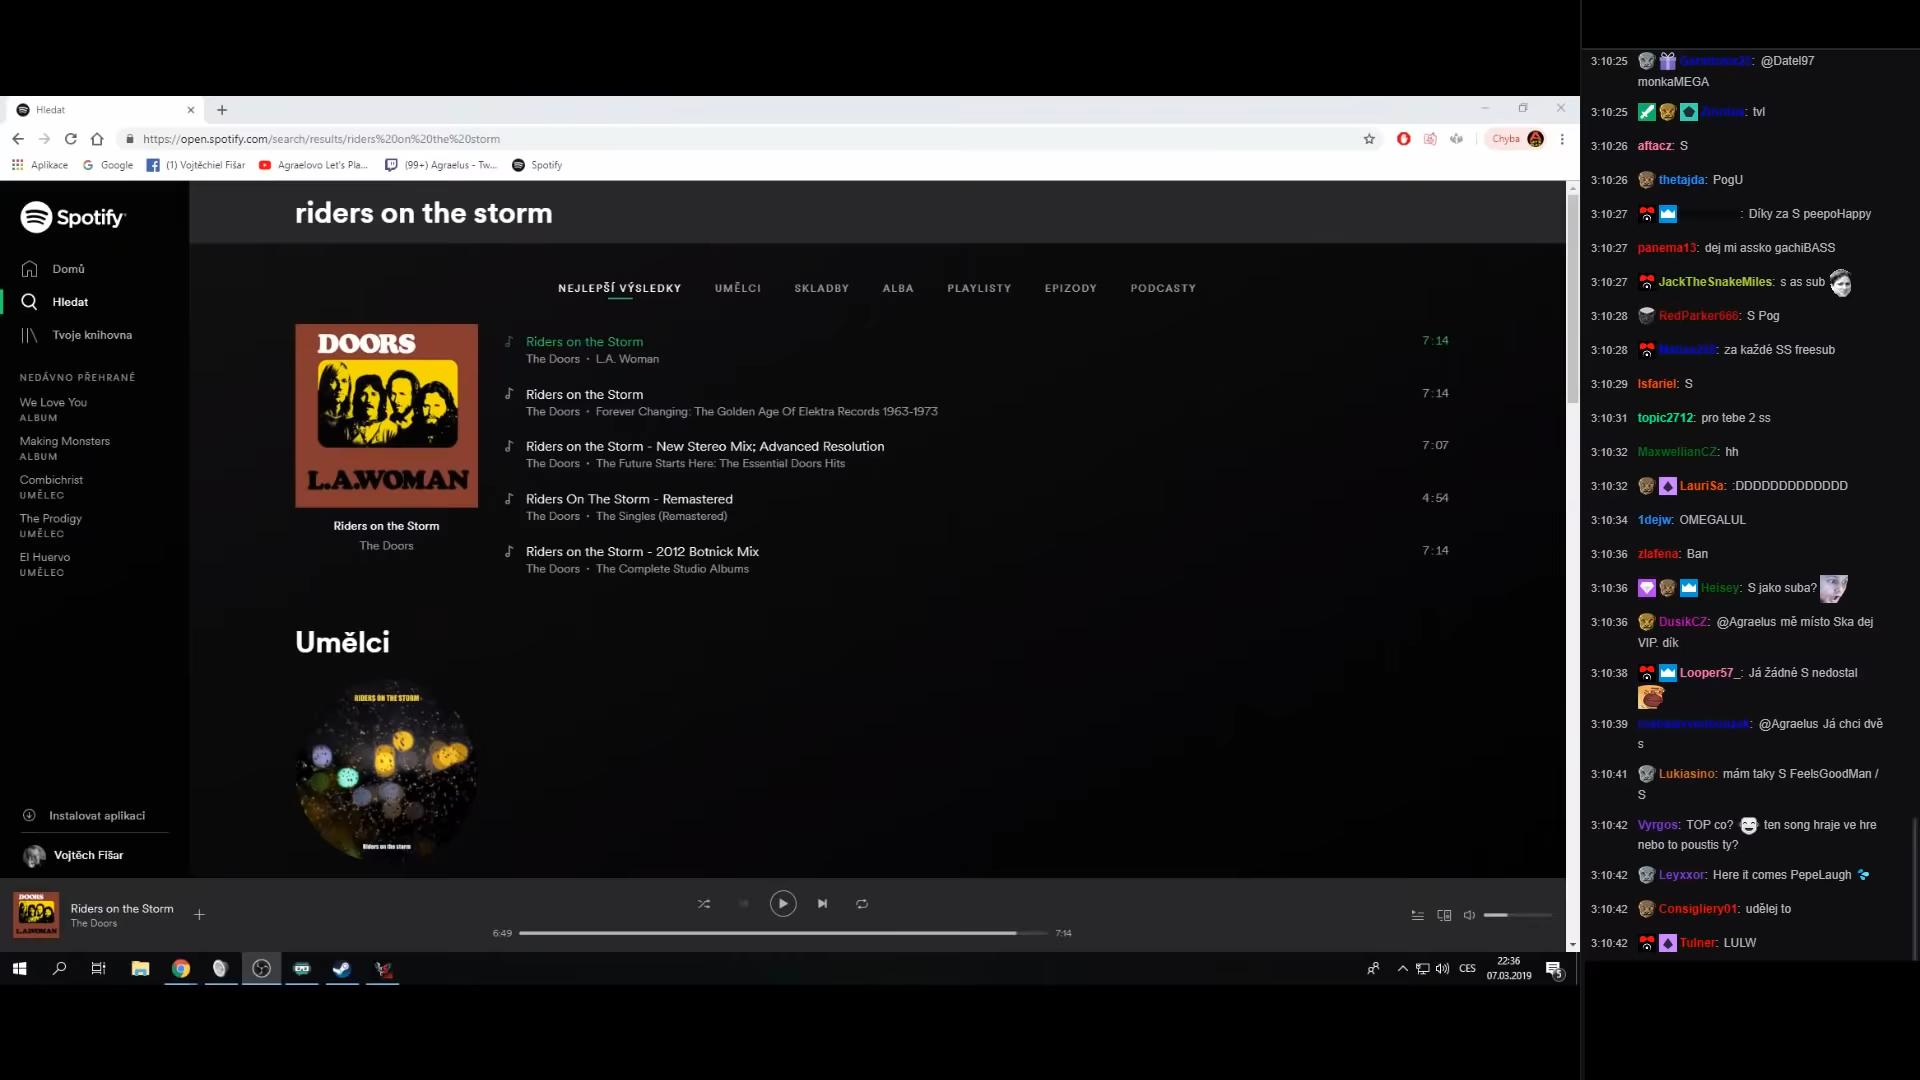 Hledat
https://open.spotify.com/search/results/riders%20on%20the%20storm
Chyba
Aplikace
Google
(1) Vojtěchiel Fišar
Agraelovo Let's Pla...
(99+) Agraelus - Tw...
Spotify
Spotify
Domů
Hledat
Tvoje knihovna
NEDÁVNO PŘEHRANÉ
We Love You
ALBUM
Making Monsters
ALBUM
Combichrist
UMĚLEC
The Prodigy
UMĚLEC
El Huervo
UMĚLEC
Instalovat aplikaci
Vojtěch Fišar
riders on the storm
NEJLEPŠÍ VÝSLEDKY
UMĚLCI
SKLADBY
ALBA
PLAYLISTY
EPIZODY
PODCASTY
DOORS
L.A.WOMAN
Riders on the Storm
The Doors
Riders on the Storm 7:14
The Doors • L.A. Woman
Riders on the Storm 7:14
The Doors • Forever Changing: The Golden Age Of Elektra Records 1963-1973
Riders on the Storm - New Stereo Mix; Advanced Resolution 7:07
The Doors • The Future Starts Here: The Essential Doors Hits
Riders On The Storm - Remastered 4:54
The Doors • The Singles (Remastered)
Riders on the Storm - 2012 Botnick Mix 7:14
The Doors • The Complete Studio Albums
Umělci
RIDERS ON THE STORM
Riders on the storm
DOORS
L.A.WOMAN
Riders on the Storm
The Doors
6:49
7:14
CES
22:36
07.03.2019
5
3:10:25 : @Datel97
monkaMEGA
3:10:25 : tvl
3:10:26 aftacz: S
3:10:26 thetajda: PogU
3:10:27 : Díky za S peepoHappy
3:10:27 panema13: dej mi assko gachiBASS
3:10:27 JackTheSnakeMiles: s as sub
3:10:28 RedParker666: S Pog
3:10:28 : za každé SS freesub
3:10:29 Isfariel: S
3:10:31 topic2712: pro tebe 2 ss
3:10:32 MaxwellianCZ: hh
3:10:32 LauriSa: :DDDDDDDDDDDDD
3:10:34 1dejw: OMEGALUL
3:10:36 zlafena: Ban
3:10:36 Heisey: S jako suba?
3:10:36 DusikCZ: @Agraelus mě místo Ska dej
VIP. dík
3:10:38 Looper57_: Já žádné S nedostal
3:10:39 : @Agraelus Já chci dvě
s
3:10:41 Lukiasino: mám taky S FeelsGoodMan /
S
3:10:42 Vyrgos: TOP co? ten song hraje ve hre
nebo to poustis ty?
3:10:42 Leyxxor: Here it comes PepeLaugh
3:10:42 Consigliery01: udělej to
3:10:42 Tulner: LULW